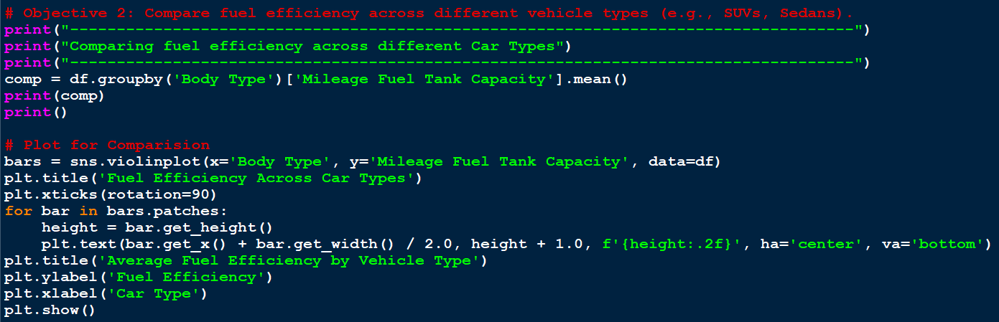 # Objective 2: Compare fuel efficiency across different vehicle types (e.g., SUVs, Sedans).
print("------------------------------------------------------------------------------------")
print("Comparing fuel efficiency across different Car Types")
print("------------------------------------------------------------------------------------")
comp = df.groupby('Body Type')['Mileage Fuel Tank Capacity'].mean()
print(comp)
print()

# Plot for Comparision
bars = sns.violinplot(x='Body Type', y='Mileage Fuel Tank Capacity', data=df)
plt.title('Fuel Efficiency Across Car Types')
plt.xticks(rotation=90)
for bar in bars.patches:
    height = bar.get_height()
    plt.text(bar.get_x() + bar.get_width() / 2.0, height + 1.0, f'{height:.2f}', ha='center', va='bottom')
plt.title('Average Fuel Efficiency by Vehicle Type')
plt.ylabel('Fuel Efficiency')
plt.xlabel('Car Type')
plt.show()